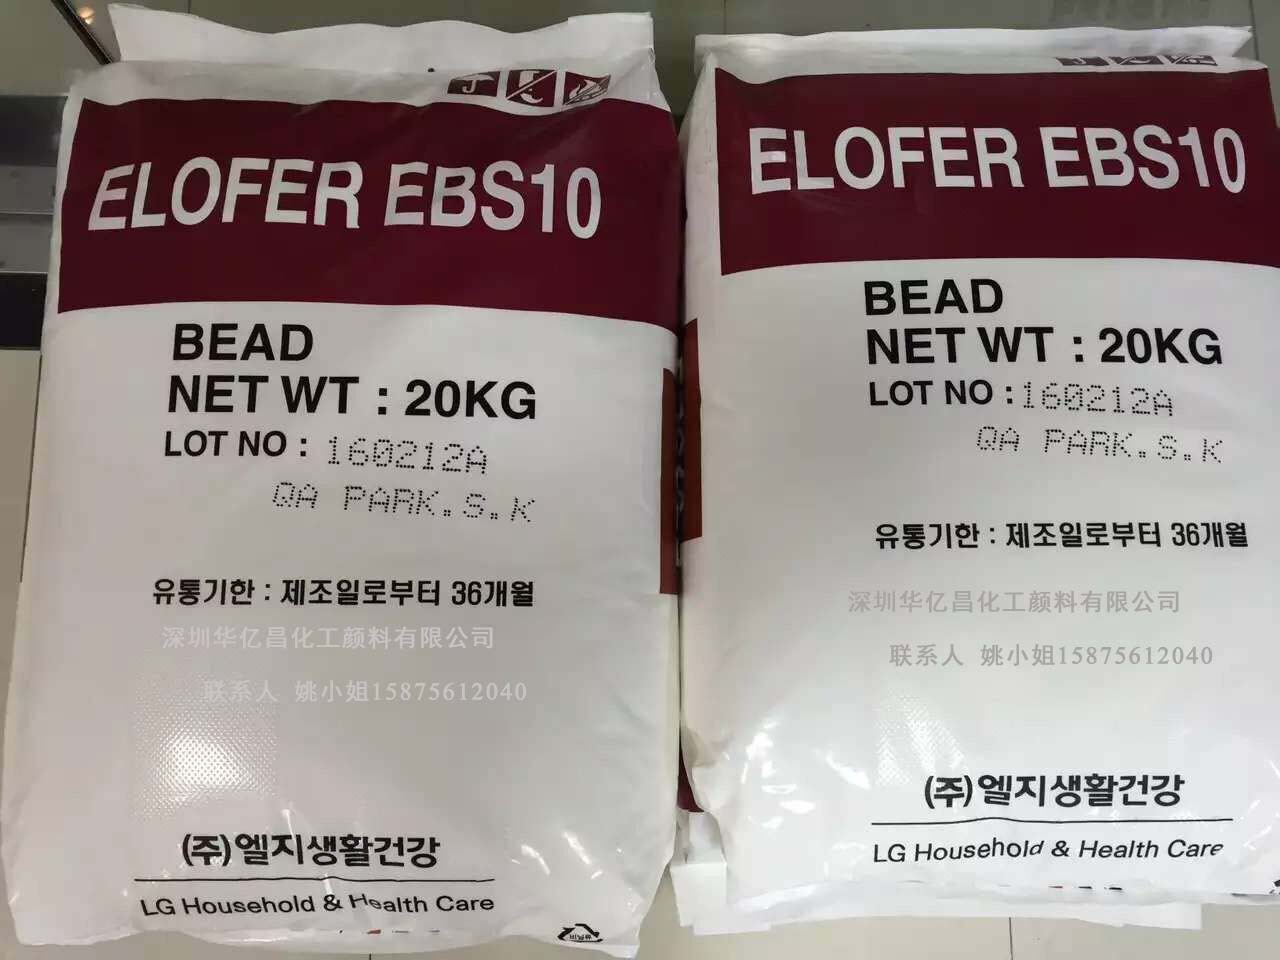 ELOFER EBS10
BEAD
NET WT : 20KG
LOT NO : 160212A
QA PARK.S.K
유통기한 : 제조일로부터 36개월
深圳华亿昌化工颜料有限公司
联系人 姚小姐15875612040
(주)엘지생활건강
LG Household & Health Care
비닐류
ELOFER EBS10
BEAD
NET WT : 20KG
LOT NO : 160212A
QA PARK.S.K
유통기한 : 제조일로부터 36개월
深圳华亿昌化工颜料有限公司
联系人 姚小姐15875612040
(주)엘지생활건강
LG Household & Health Care